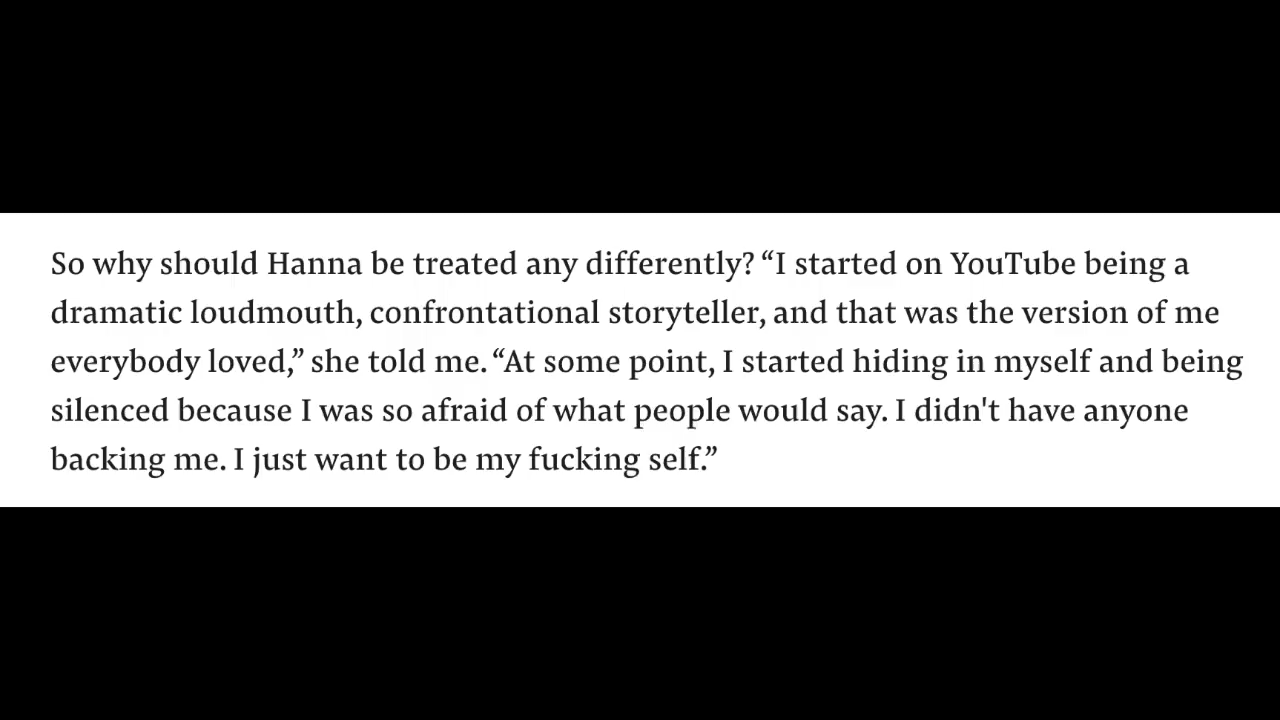 So why should Hanna be treated any differently? “I started on YouTube being a
dramatic loudmouth, confrontational storyteller, and that was the version of me
everybody loved,” she told me. “At some point, I started hiding in myself and being
silenced because I was so afraid of what people would say. I didn't have anyone
backing me. I just want to be my fucking self.”